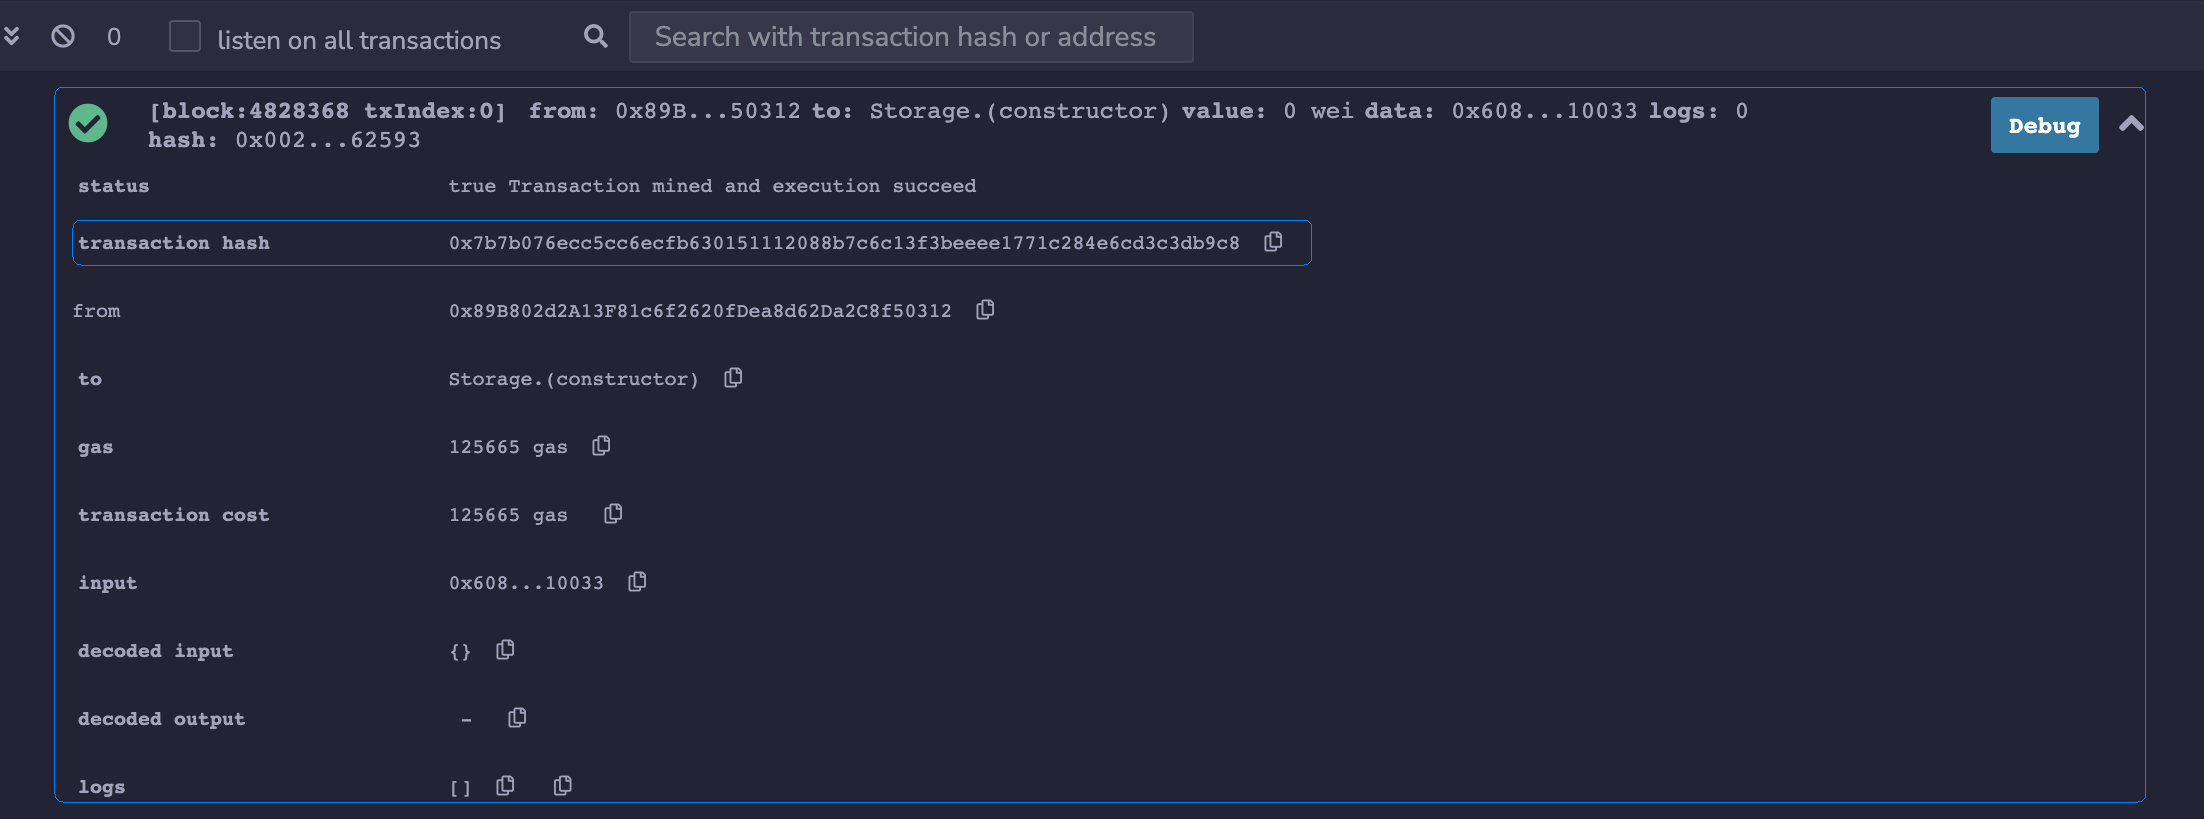 0 listen on all transactions Search with transaction hash or address
[block:4828368 txIndex:0] from: 0x89B...50312 to: Storage.(constructor) value: 0 wei data: 0x608...10033 logs: 0
hash: 0x002...62593
Debug
status true Transaction mined and execution succeed
transaction hash 0x7b7b076ecc5cc6ecfb630151112088b7c6c13f3beeee1771c284e6cd3c3db9c8
from 0x89B802d2A13F81c6f2620fDea8d62Da2C8f50312
to Storage.(constructor)
gas 125665 gas
transaction cost 125665 gas
input 0x608...10033
decoded input {}
decoded output -
logs []